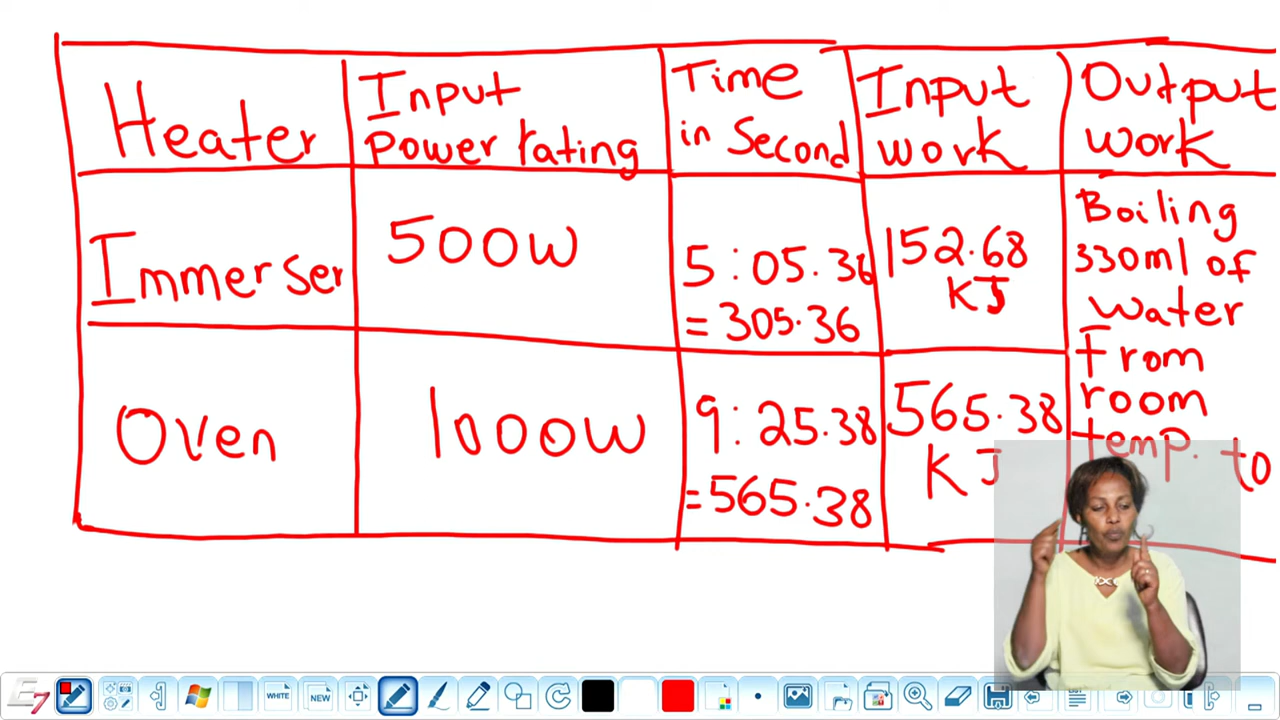 Heater
Input
power rating
Time
in Second
Input
work
Output
work
Immerser
500W
5:05.36
=305.36
152.68
KJ
Boiling
330ml of
water
From
room
temp. to
Oven
1000W
9:25.38
=565.38
565.38
KJ
E7
WHITE
NEW